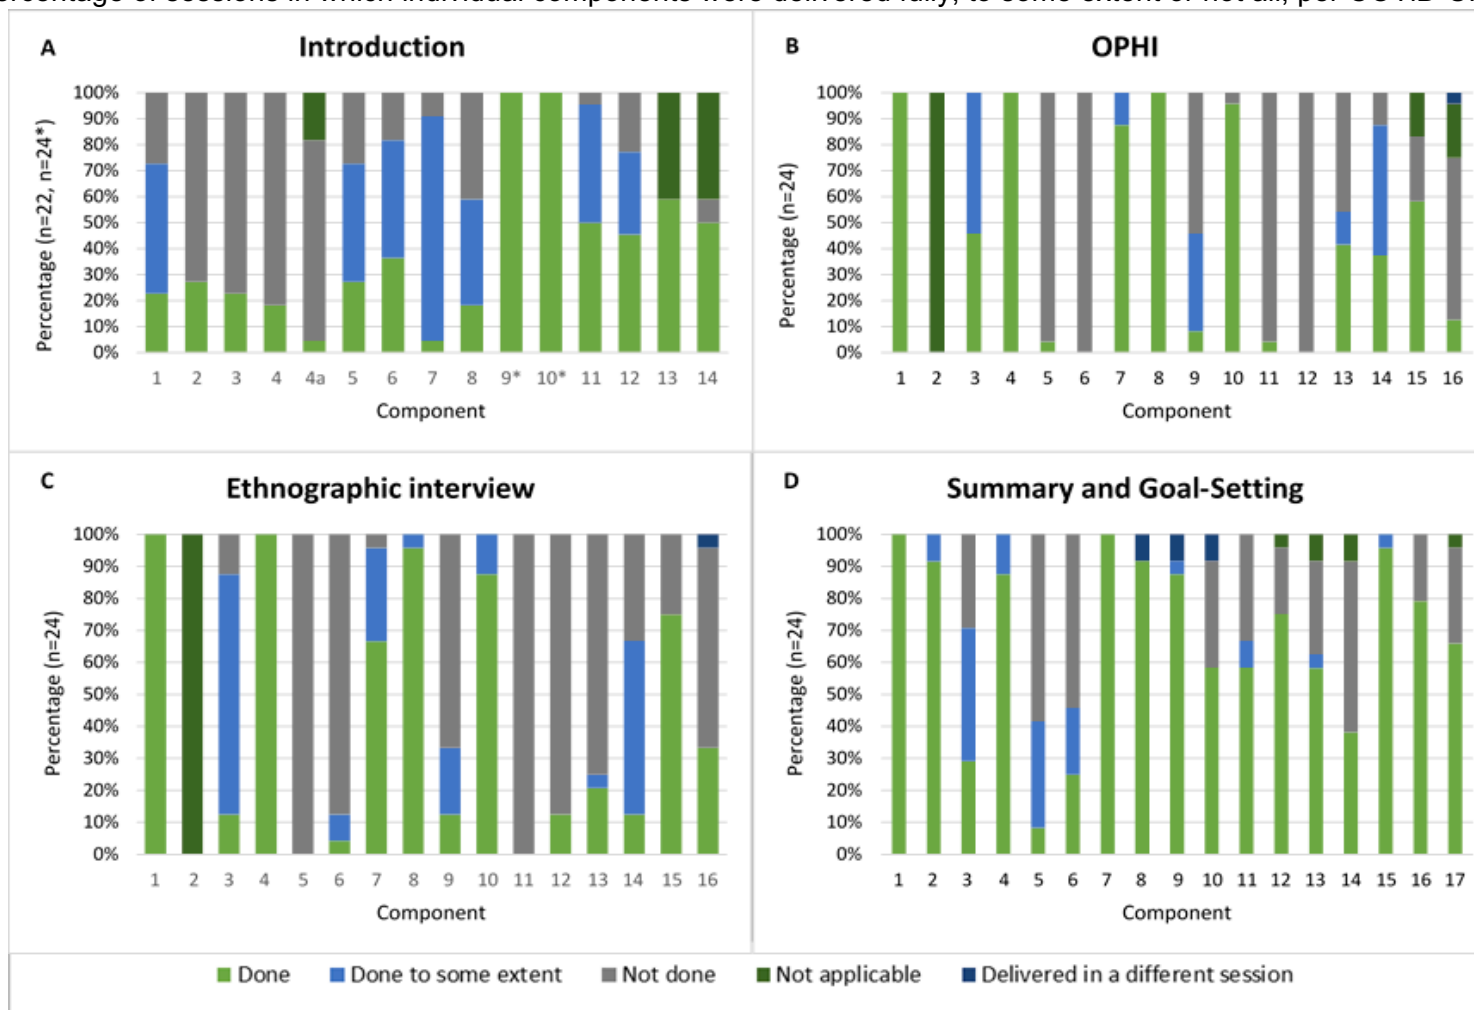 A Introduction
Percentage (n=22, n=24*)
100%
90%
80%
70%
60%
50%
40%
30%
20%
10%
0%
1 2 3 4 4a 5 6 7 8 9* 10* 11 12 13 14
Component
B OPHI
Percentage (n=24)
100%
90%
80%
70%
60%
50%
40%
30%
20%
10%
0%
1 2 3 4 5 6 7 8 9 10 11 12 13 14 15 16
Component
C Ethnographic interview
Percentage (n=24)
100%
90%
80%
70%
60%
50%
40%
30%
20%
10%
0%
1 2 3 4 5 6 7 8 9 10 11 12 13 14 15 16
Component
D Summary and Goal-Setting
Percentage (n=24)
100%
90%
80%
70%
60%
50%
40%
30%
20%
10%
0%
1 2 3 4 5 6 7 8 9 10 11 12 13 14 15 16 17
Component
Done Done to some extent Not done Not applicable Delivered in a different session